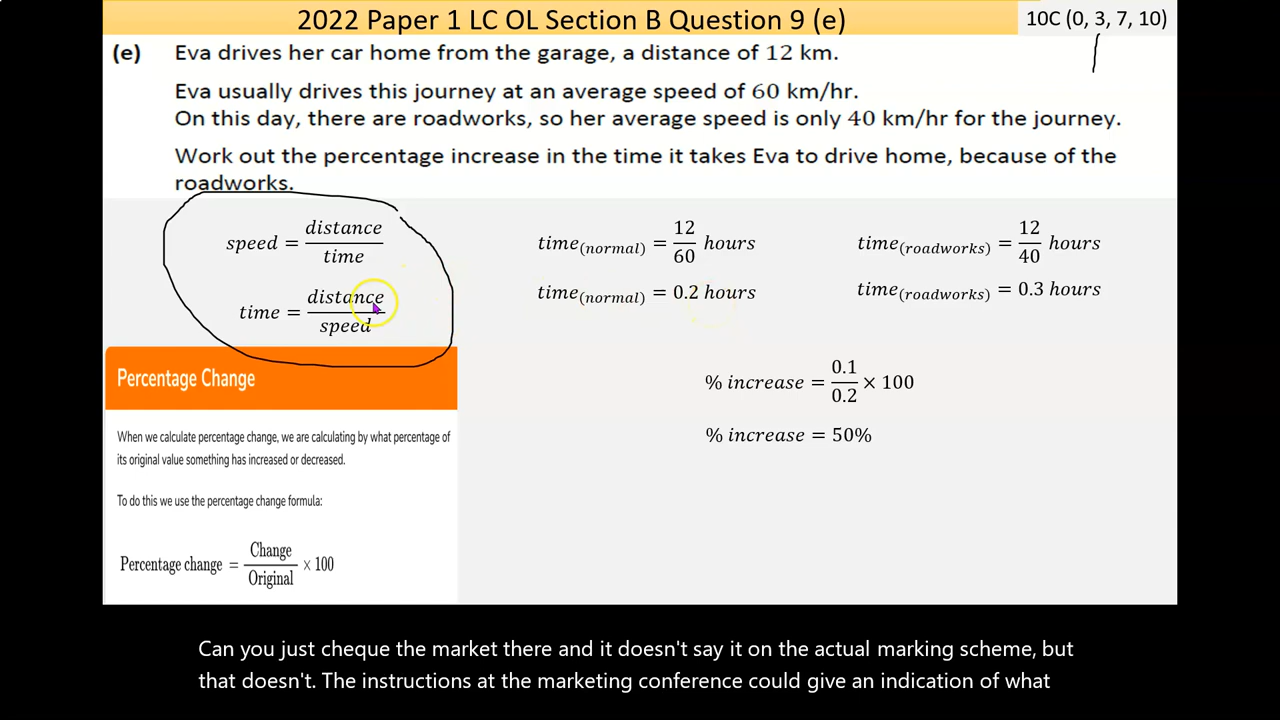 2022 Paper 1 LC OL Section B Question 9 (e)
10C (0, 3, 7, 10)
(e) Eva drives her car home from the garage, a distance of 12 km.
Eva usually drives this journey at an average speed of 60 km/hr.
On this day, there are roadworks, so her average speed is only 40 km/hr for the journey.
Work out the percentage increase in the time it takes Eva to drive home, because of the
roadworks.
speed = distance/time
time = distance/speed
time(normal) = 12/60 hours
time(normal) = 0.2 hours
time(roadworks) = 12/40 hours
time(roadworks) = 0.3 hours
% increase = 0.1/0.2 × 100
% increase = 50%
Percentage Change
When we calculate percentage change, we are calculating by what percentage of
its original value something has increased or decreased.
To do this we use the percentage change formula:
Percentage change = Change/Original × 100
Can you just cheque the market there and it doesn't say it on the actual marking scheme, but
that doesn't. The instructions at the marketing conference could give an indication of what